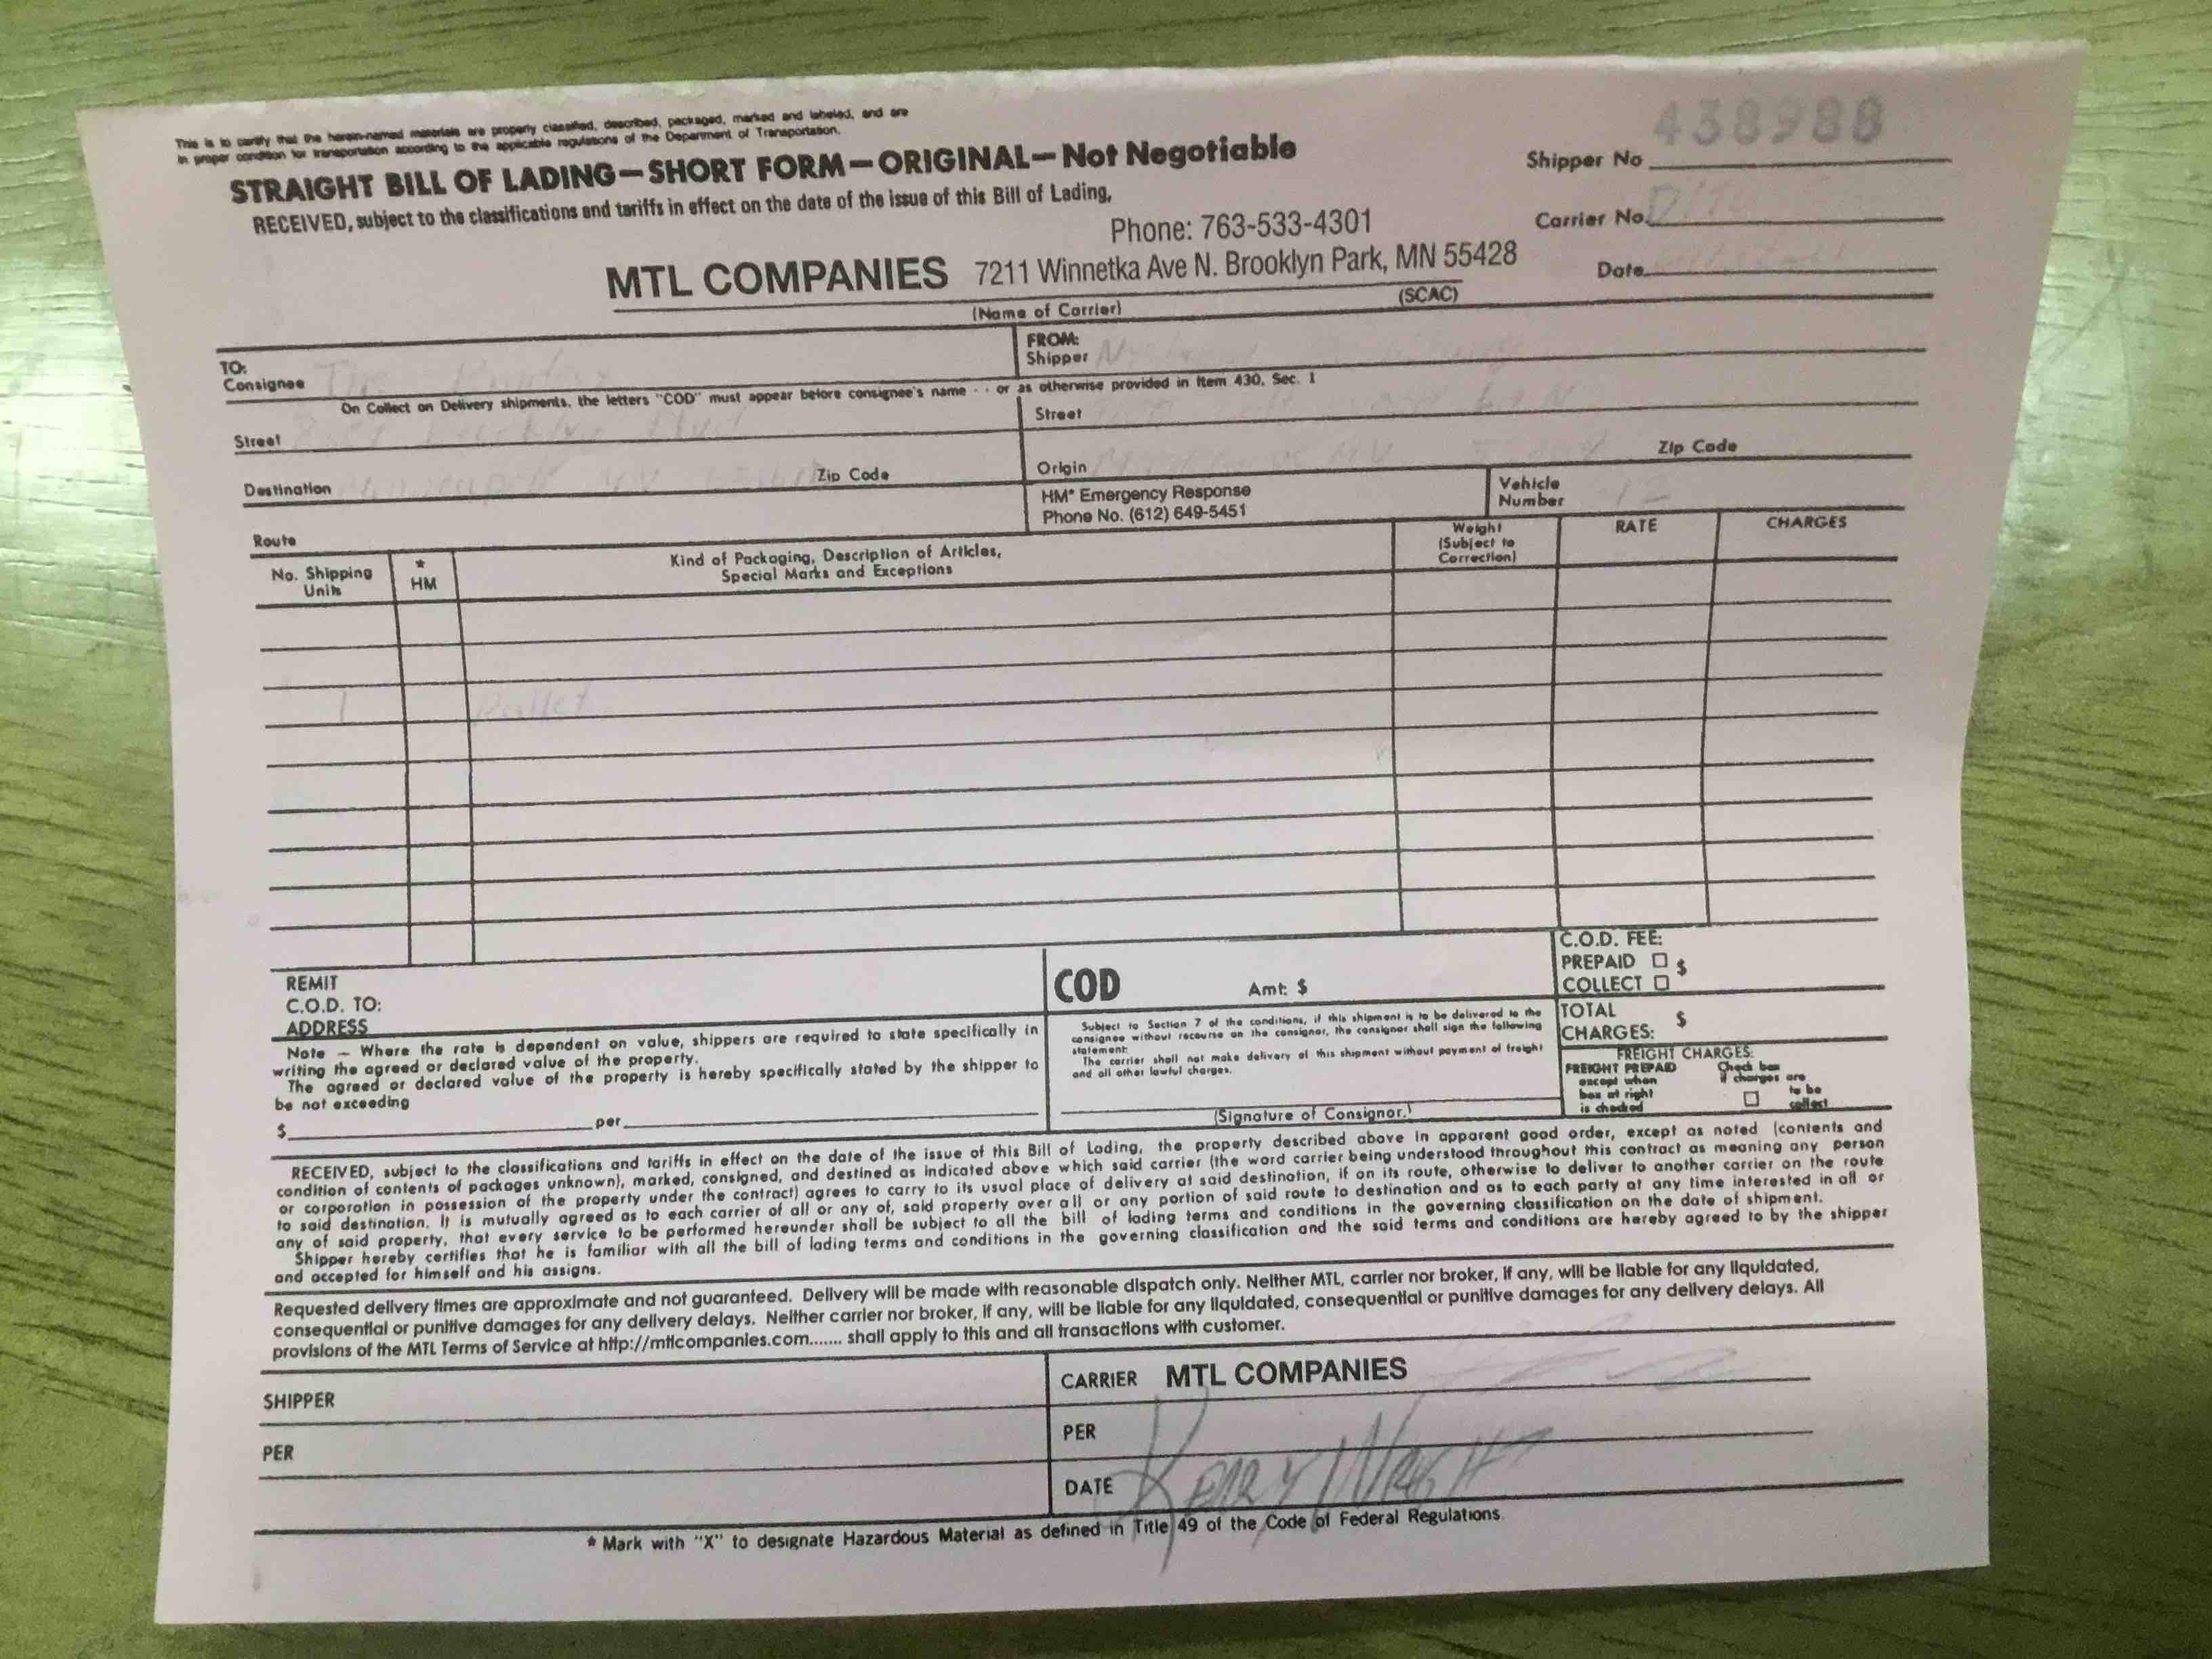 This is to certify that the herein-named materials are properly classified, described, packaged, marked and labeled, and are
in proper condition for transportation according to the applicable regulations of the Department of Transportation.
STRAIGHT BILL OF LADING—SHORT FORM—ORIGINAL—Not Negotiable
RECEIVED, subject to the classifications and tariffs in effect on the date of the issue of this Bill of Lading,
438988
Shipper No
Carrier No.
Date
Phone: 763-533-4301
MTL COMPANIES 7211 Winnetka Ave N. Brooklyn Park, MN 55428
(Name of Carrier) (SCAC)
TO:
Consignee The
FROM:
Shipper
On Collect on Delivery shipments, the letters "COD" must appear before consignee's name - - or as otherwise provided in Item 430, Sec. 1
Street
Street
Destination Zip Code
Origin Zip Code
Route
HM* Emergency Response
Phone No. (612) 649-5451
Vehicle
Number
No. Shipping
Units
*
HM
Kind of Packaging, Description of Articles,
Special Marks and Exceptions
Weight
(Subject to
Correction)
RATE
CHARGES
1 Pallet
REMIT
C.O.D. TO:
ADDRESS
COD Amt: $
C.O.D. FEE:
PREPAID □ $
COLLECT □
Note — Where the rate is dependent on value, shippers are required to state specifically in
writing the agreed or declared value of the property.
The agreed or declared value of the property is hereby specifically stated by the shipper to
be not exceeding
$ per
Subject to Section 7 of the conditions, if this shipment is to be delivered to the
consignee without recourse on the consignor, the consignor shall sign the following
statement:
The carrier shall not make delivery of this shipment without payment of freight
and all other lawful charges.
(Signature of Consignor.)
TOTAL
CHARGES: $
FREIGHT CHARGES:
FREIGHT PREPAID
except when
box at right
is checked
Check box
if charges are
to be
collect
RECEIVED, subject to the classifications and tariffs in effect on the date of the issue of this Bill of Lading, the property described above in apparent good order, except as noted (contents and
condition of contents of packages unknown), marked, consigned, and destined as indicated above which said carrier (the word carrier being understood throughout this contract as meaning any person
or corporation in possession of the property under the contract) agrees to carry to its usual place of delivery at said destination, if on its route, otherwise to deliver to another carrier on the route
to said destination. It is mutually agreed as to each carrier of all or any of, said property over all or any portion of said route to destination and as to each party at any time interested in all or
any of said property, that every service to be performed hereunder shall be subject to all the bill of lading terms and conditions in the governing classification on the date of shipment.
Shipper hereby certifies that he is familiar with all the bill of lading terms and conditions in the governing classification and the said terms and conditions are hereby agreed to by the shipper
and accepted for himself and his assigns.
Requested delivery times are approximate and not guaranteed. Delivery will be made with reasonable dispatch only. Neither MTL, carrier nor broker, if any, will be liable for any liquidated,
consequential or punitive damages for any delivery delays. Neither carrier nor broker, if any, will be liable for any liquidated, consequential or punitive damages for any delivery delays. All
provisions of the MTL Terms of Service at http://mtlcompanies.com....... shall apply to this and all transactions with customer.
SHIPPER
PER
CARRIER MTL COMPANIES
PER
DATE
* Mark with "X" to designate Hazardous Material as defined in Title 49 of the Code of Federal Regulations